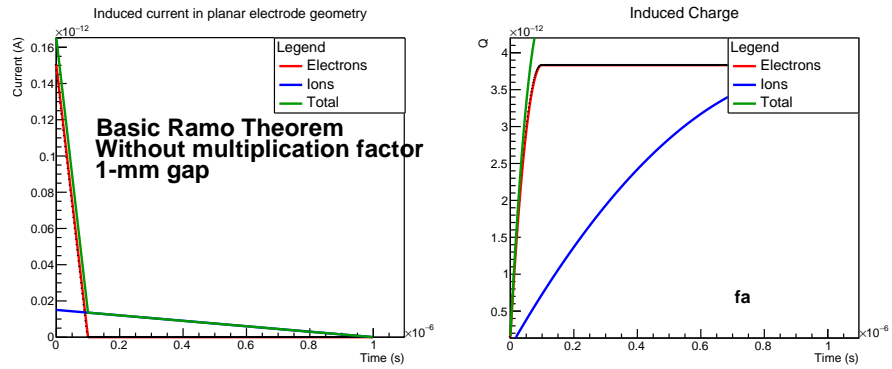 Induced current in planar electrode geometry
×10⁻¹²
Current (A)
0.16
0.14
0.12
0.1
0.08
0.06
0.04
0.02
0
0 0.2 0.4 0.6 0.8 1
×10⁻⁶
Time (s)
Legend
Electrons
Ions
Total
Basic Ramo Theorem
Without multiplication factor
1-mm gap
Induced Charge
×10⁻¹²
Q
4
3.5
3
2.5
2
1.5
1
0.5
0 0.2 0.4 0.6 0.8 1
×10⁻⁶
Time (s)
Legend
Electrons
Ions
Total
fa